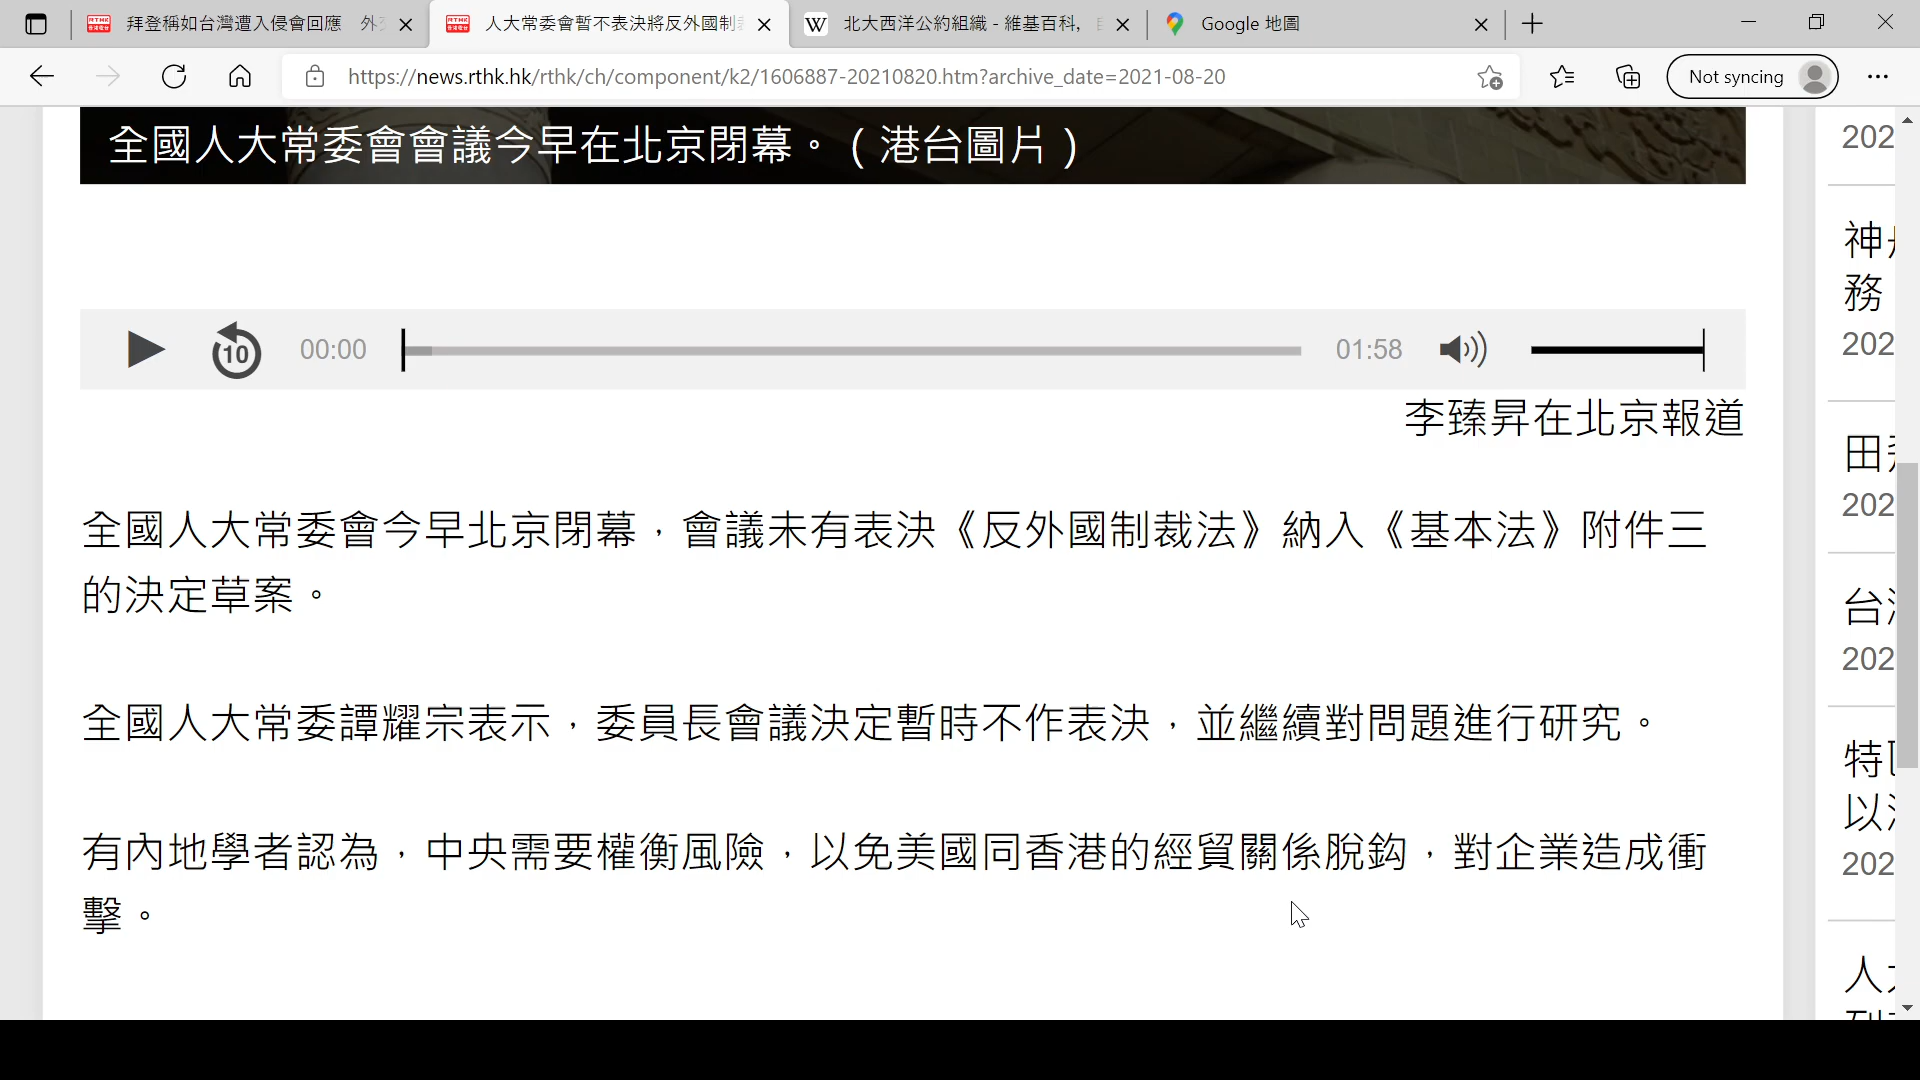 拜登稱如台灣遭入侵會回應 外
人大常委會暫不表決將反外國制
北大西洋公約組織 - 維基百科,
Google 地圖
https://news.rthk.hk/rthk/ch/component/k2/1606887-20210820.htm?archive_date=2021-08-20
Not syncing
全國人大常委會會議今早在北京閉幕。(港台圖片)
10 00:00 01:58
李臻昇在北京報道
全國人大常委會今早北京閉幕,會議未有表決《反外國制裁法》納入《基本法》附件三
的決定草案。
全國人大常委譚耀宗表示,委員長會議決定暫時不作表決,並繼續對問題進行研究。
有內地學者認為,中央需要權衡風險,以免美國同香港的經貿關係脫鈎,對企業造成衝
擊。
202
神
務
202
田
202
台
202
特
以
202
人